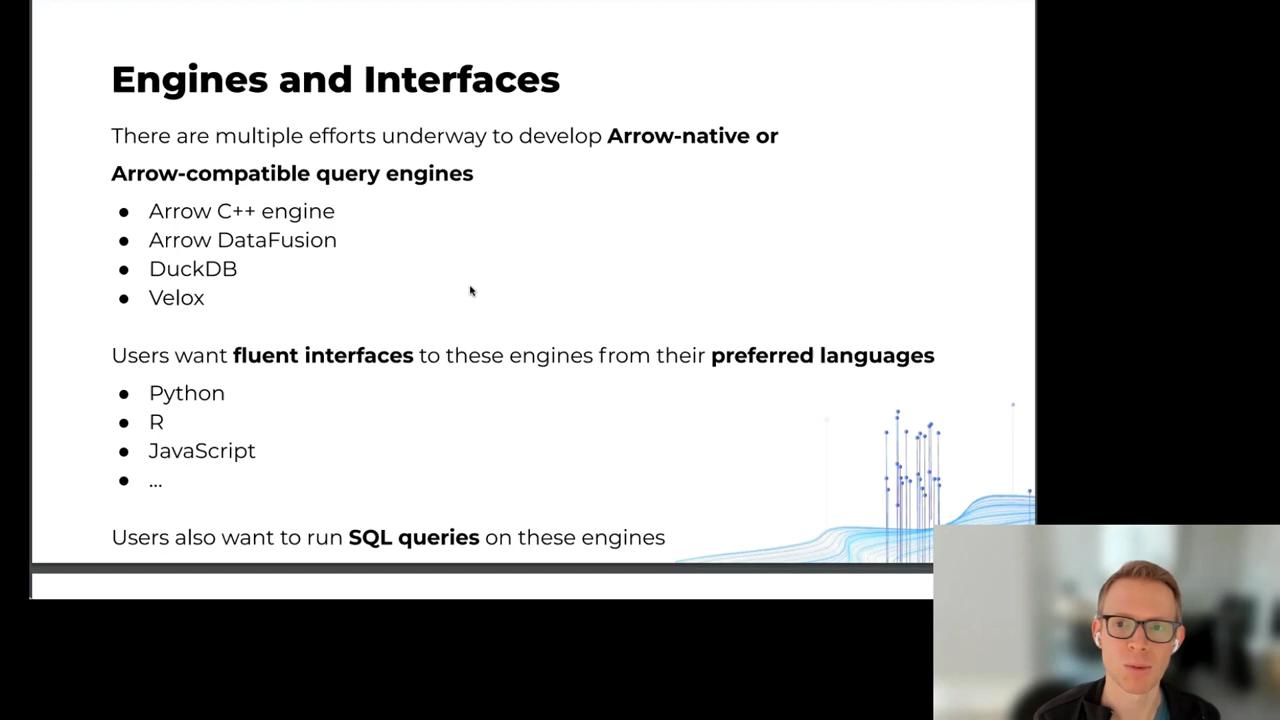 Engines and Interfaces
There are multiple efforts underway to develop Arrow-native or
Arrow-compatible query engines
● Arrow C++ engine
● Arrow DataFusion
● DuckDB
● Velox
Users want fluent interfaces to these engines from their preferred languages
● Python
● R
● JavaScript
● ...
Users also want to run SQL queries on these engines